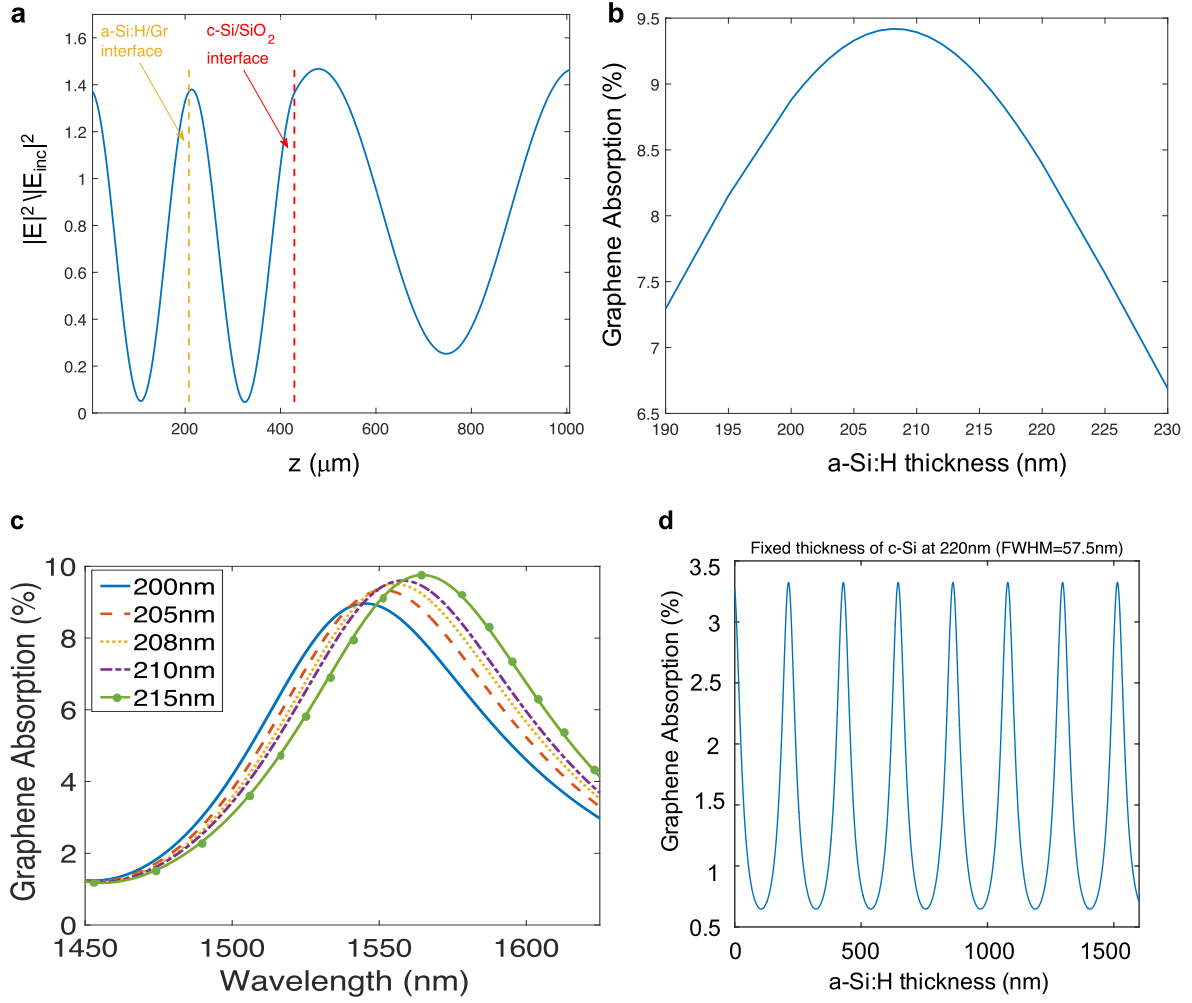 a
a-Si:H/Gr
interface
c-Si/SiO2
interface
|E|2 \|Einc|2
1.6
1.4
1.2
1
0.8
0.6
0.4
0.2
0
200
400
600
800
1000
z (μm)
b
Graphene Absorption (%)
9.5
9
8.5
8
7.5
7
6.5
190
195
200
205
210
215
220
225
230
a-Si:H thickness (nm)
c
Graphene Absorption (%)
10
8
6
4
2
0
200nm
205nm
208nm
210nm
215nm
1450
1500
1550
1600
Wavelength (nm)
d
Fixed thickness of c-Si at 220nm (FWHM=57.5nm)
Graphene Absorption (%)
3.5
3
2.5
2
1.5
1
0.5
0
500
1000
1500
a-Si:H thickness (nm)